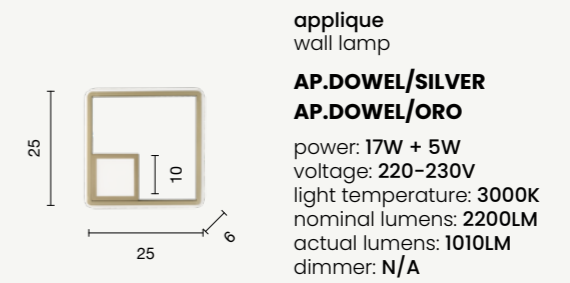 applique
wall lamp
AP.DOWEL/SILVER
AP.DOWEL/ORO
power: 17W + 5W
voltage: 220-230V
light temperature: 3000K
nominal lumens: 2200LM
actual lumens: 1010LM
dimmer: N/A
25
10
25
6